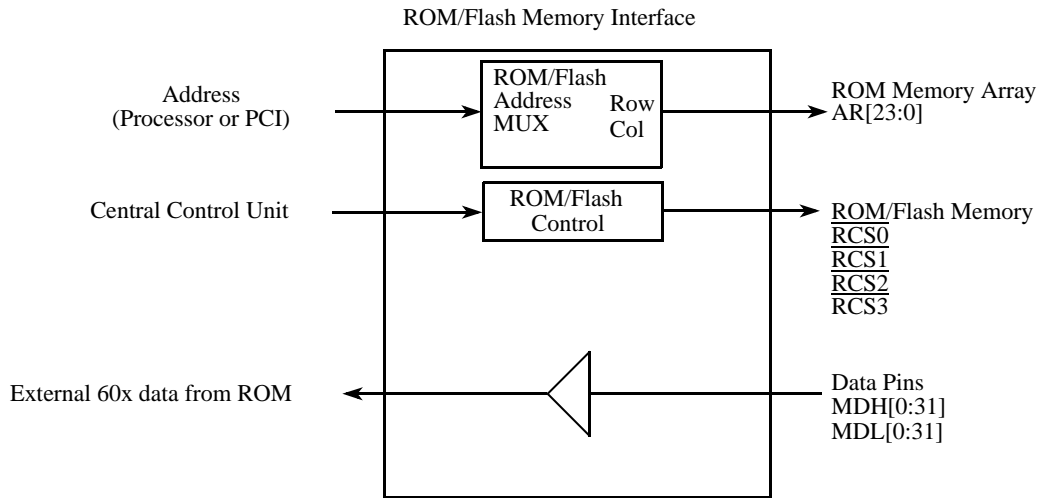 ROM/Flash Memory Interface
ROM/Flash
Address
MUX
Row
Col
Address
(Processor or PCI)
ROM Memory Array
AR[23:0]
Central Control Unit
ROM/Flash
Control
ROM/Flash Memory
RCS0
RCS1
RCS2
RCS3
External 60x data from ROM
Data Pins
MDH[0:31]
MDL[0:31]